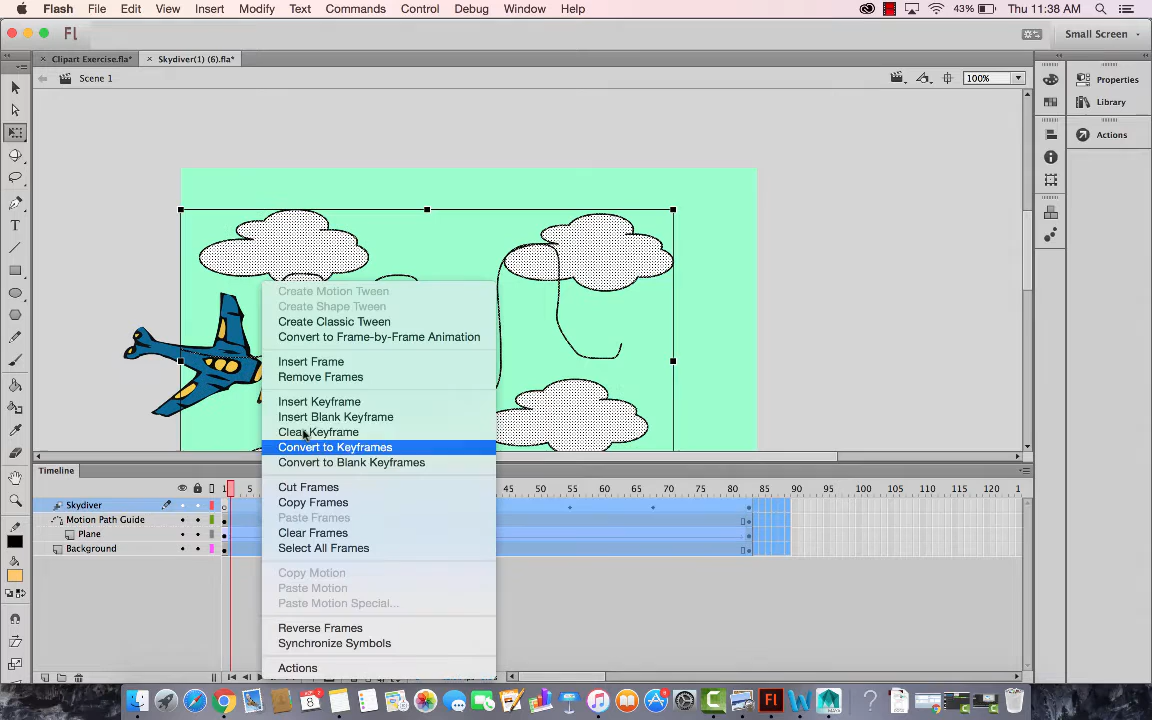 Flash File Edit View Insert Modify Text Commands Control Debug Window Help 43% Thu 11:38 AM
Fl Small Screen
Clipart Exercise.fla* Skydiver(1) (6).fla*
Scene 1 100% Properties
Library
Actions
Create Motion Tween
Create Shape Tween
Create Classic Tween
Convert to Frame-by-Frame Animation
Insert Frame
Remove Frames
Insert Keyframe
Insert Blank Keyframe
Clear Keyframe
Convert to Keyframes
Convert to Blank Keyframes
Cut Frames
Copy Frames
Paste Frames
Clear Frames
Select All Frames
Copy Motion
Paste Motion
Paste Motion Special...
Reverse Frames
Synchronize Symbols
Actions
Timeline
1 5 45 50 55 60 65 70 75 80 85 90 95 100 105 110 115 120 1
Skydiver
Motion Path Guide
Plane
Background
Fl